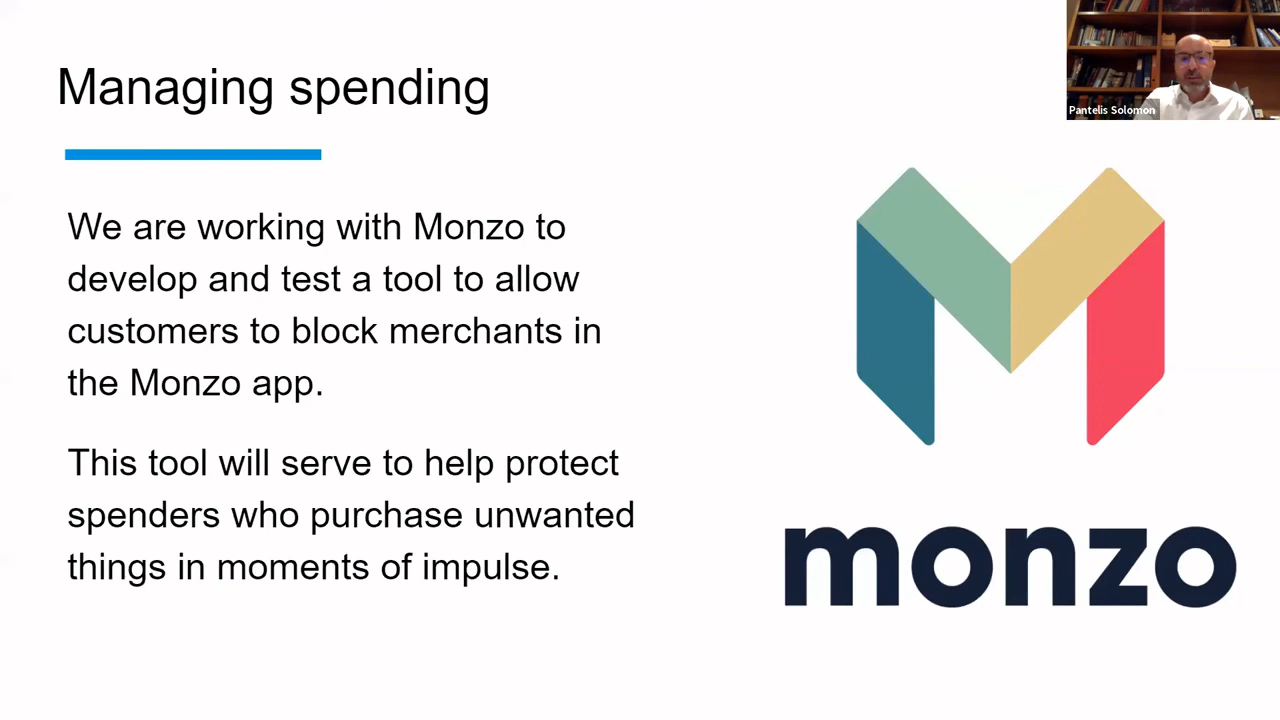 Managing spending
Pantelis Solomon
We are working with Monzo to
develop and test a tool to allow
customers to block merchants in
the Monzo app.
This tool will serve to help protect
spenders who purchase unwanted
things in moments of impulse.
monzo